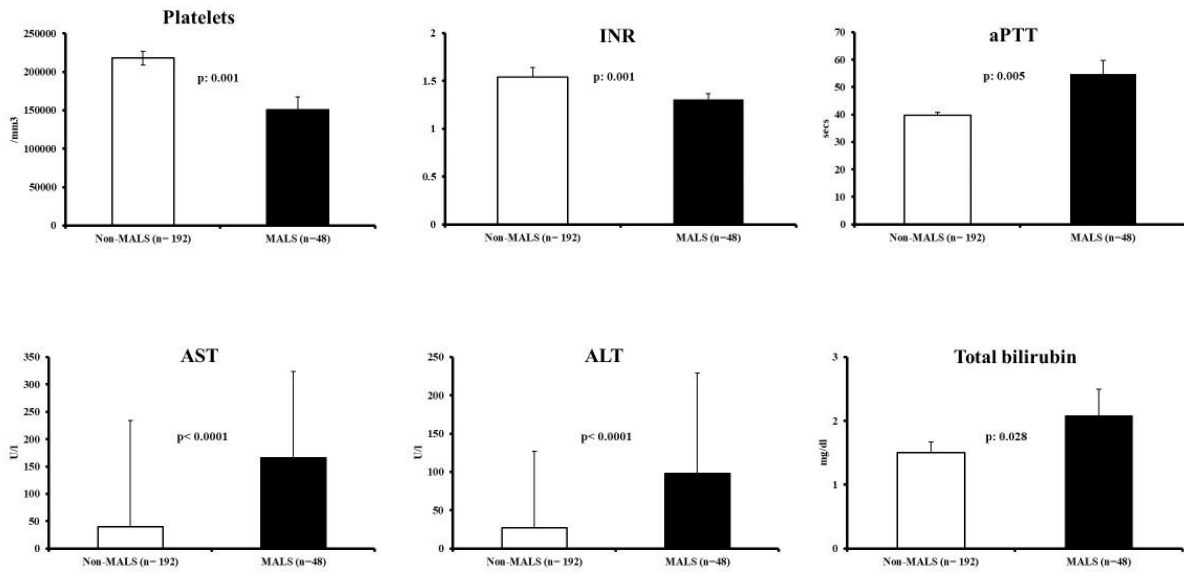 Platelets
250000
200000
150000
100000
50000
0
/mm3
p: 0.001
Non-MALS (n= 192)
MALS (n=48)
INR
2
1.5
1
0.5
0
p: 0.001
Non-MALS (n= 192)
MALS (n=48)
aPTT
70
60
50
40
30
20
10
0
secs
p: 0.005
Non-MALS (n= 192)
MALS (n=48)
AST
350
300
250
200
150
100
50
0
U/l
p< 0.0001
Non-MALS (n= 192)
MALS (n=48)
ALT
250
200
150
100
50
0
U/l
p< 0.0001
Non-MALS (n= 192)
MALS (n=48)
Total bilirubin
3
2
1
0
mg/dl
p: 0.028
Non-MALS (n= 192)
MALS (n=48)